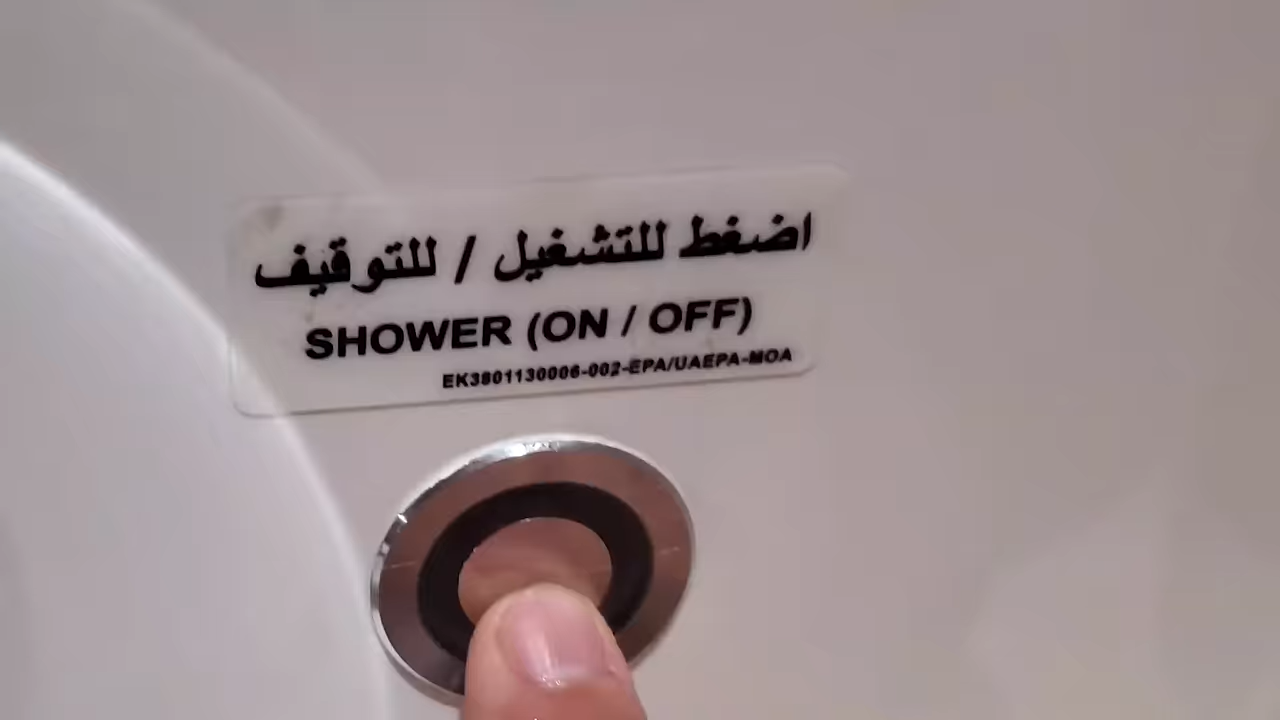 اضغط للتشغيل / للتوقيف
SHOWER (ON / OFF)
EK3801130006-002-EPA/UAEPA-MOA